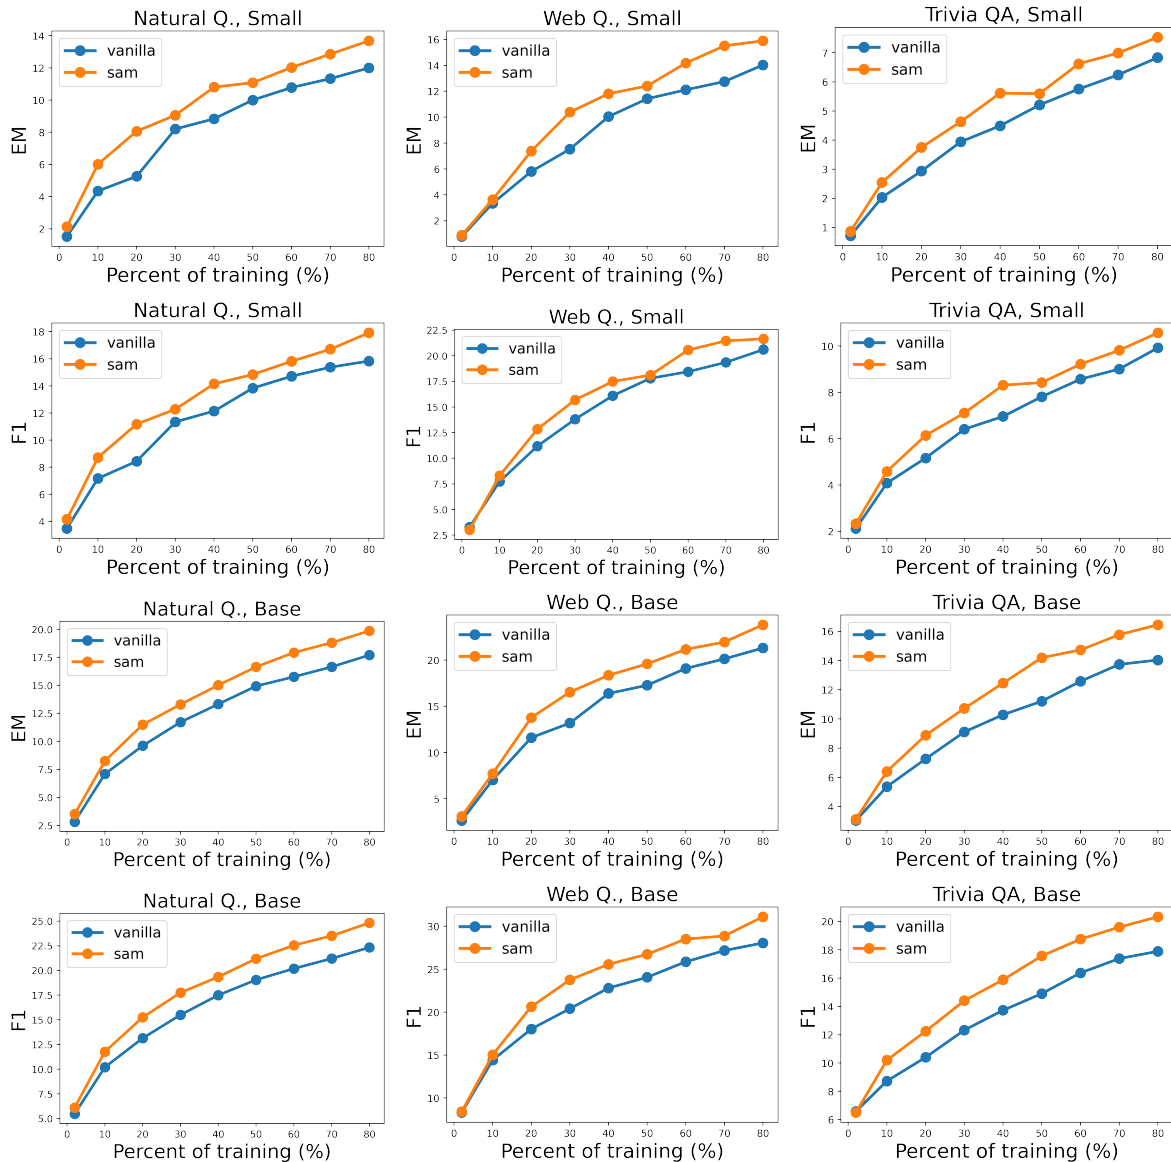 Natural Q., Small
14
12
10
8
6
4
2
EM
vanilla
sam
0 10 20 30 40 50 60 70 80
Percent of training (%)
Web Q., Small
16
14
12
10
8
6
4
2
EM
vanilla
sam
0 10 20 30 40 50 60 70 80
Percent of training (%)
Trivia QA, Small
7
6
5
4
3
2
1
EM
vanilla
sam
0 10 20 30 40 50 60 70 80
Percent of training (%)
Natural Q., Small
18
16
14
12
10
8
6
4
F1
vanilla
sam
0 10 20 30 40 50 60 70 80
Percent of training (%)
Web Q., Small
22.5
20.0
17.5
15.0
12.5
10.0
7.5
5.0
2.5
F1
vanilla
sam
0 10 20 30 40 50 60 70 80
Percent of training (%)
Trivia QA, Small
10
8
6
4
2
F1
vanilla
sam
0 10 20 30 40 50 60 70 80
Percent of training (%)
Natural Q., Base
20.0
17.5
15.0
12.5
10.0
7.5
5.0
2.5
EM
vanilla
sam
0 10 20 30 40 50 60 70 80
Percent of training (%)
Web Q., Base
20
15
10
5
EM
vanilla
sam
0 10 20 30 40 50 60 70 80
Percent of training (%)
Trivia QA, Base
16
14
12
10
8
6
4
EM
vanilla
sam
0 10 20 30 40 50 60 70 80
Percent of training (%)
Natural Q., Base
25.0
22.5
20.0
17.5
15.0
12.5
10.0
7.5
5.0
F1
vanilla
sam
0 10 20 30 40 50 60 70 80
Percent of training (%)
Web Q., Base
30
25
20
15
10
F1
vanilla
sam
0 10 20 30 40 50 60 70 80
Percent of training (%)
Trivia QA, Base
20
18
16
14
12
10
8
6
F1
vanilla
sam
0 10 20 30 40 50 60 70 80
Percent of training (%)